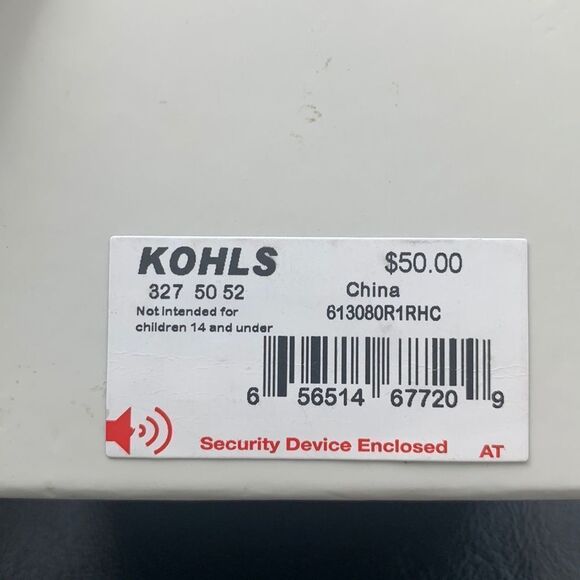 KOHLS $50.00
327 50 52 China
Not intended for 613080R1RHC
children 14 and under
6 56514 67720 9
Security Device Enclosed AT